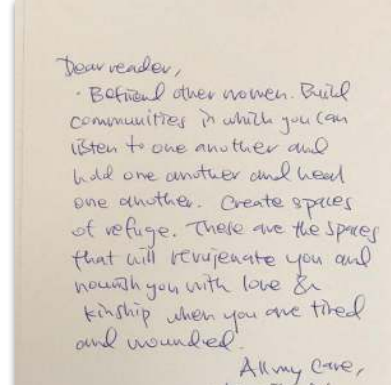 Dear reader,
· Befriend other women. Build
communities in which you can
listen to one another and
hold one another and heal
one another. Create spaces
of refuge. These are the spaces
that will revujenate you and
nourish you with love &
kinship when you are tired
and wounded.
All my care,